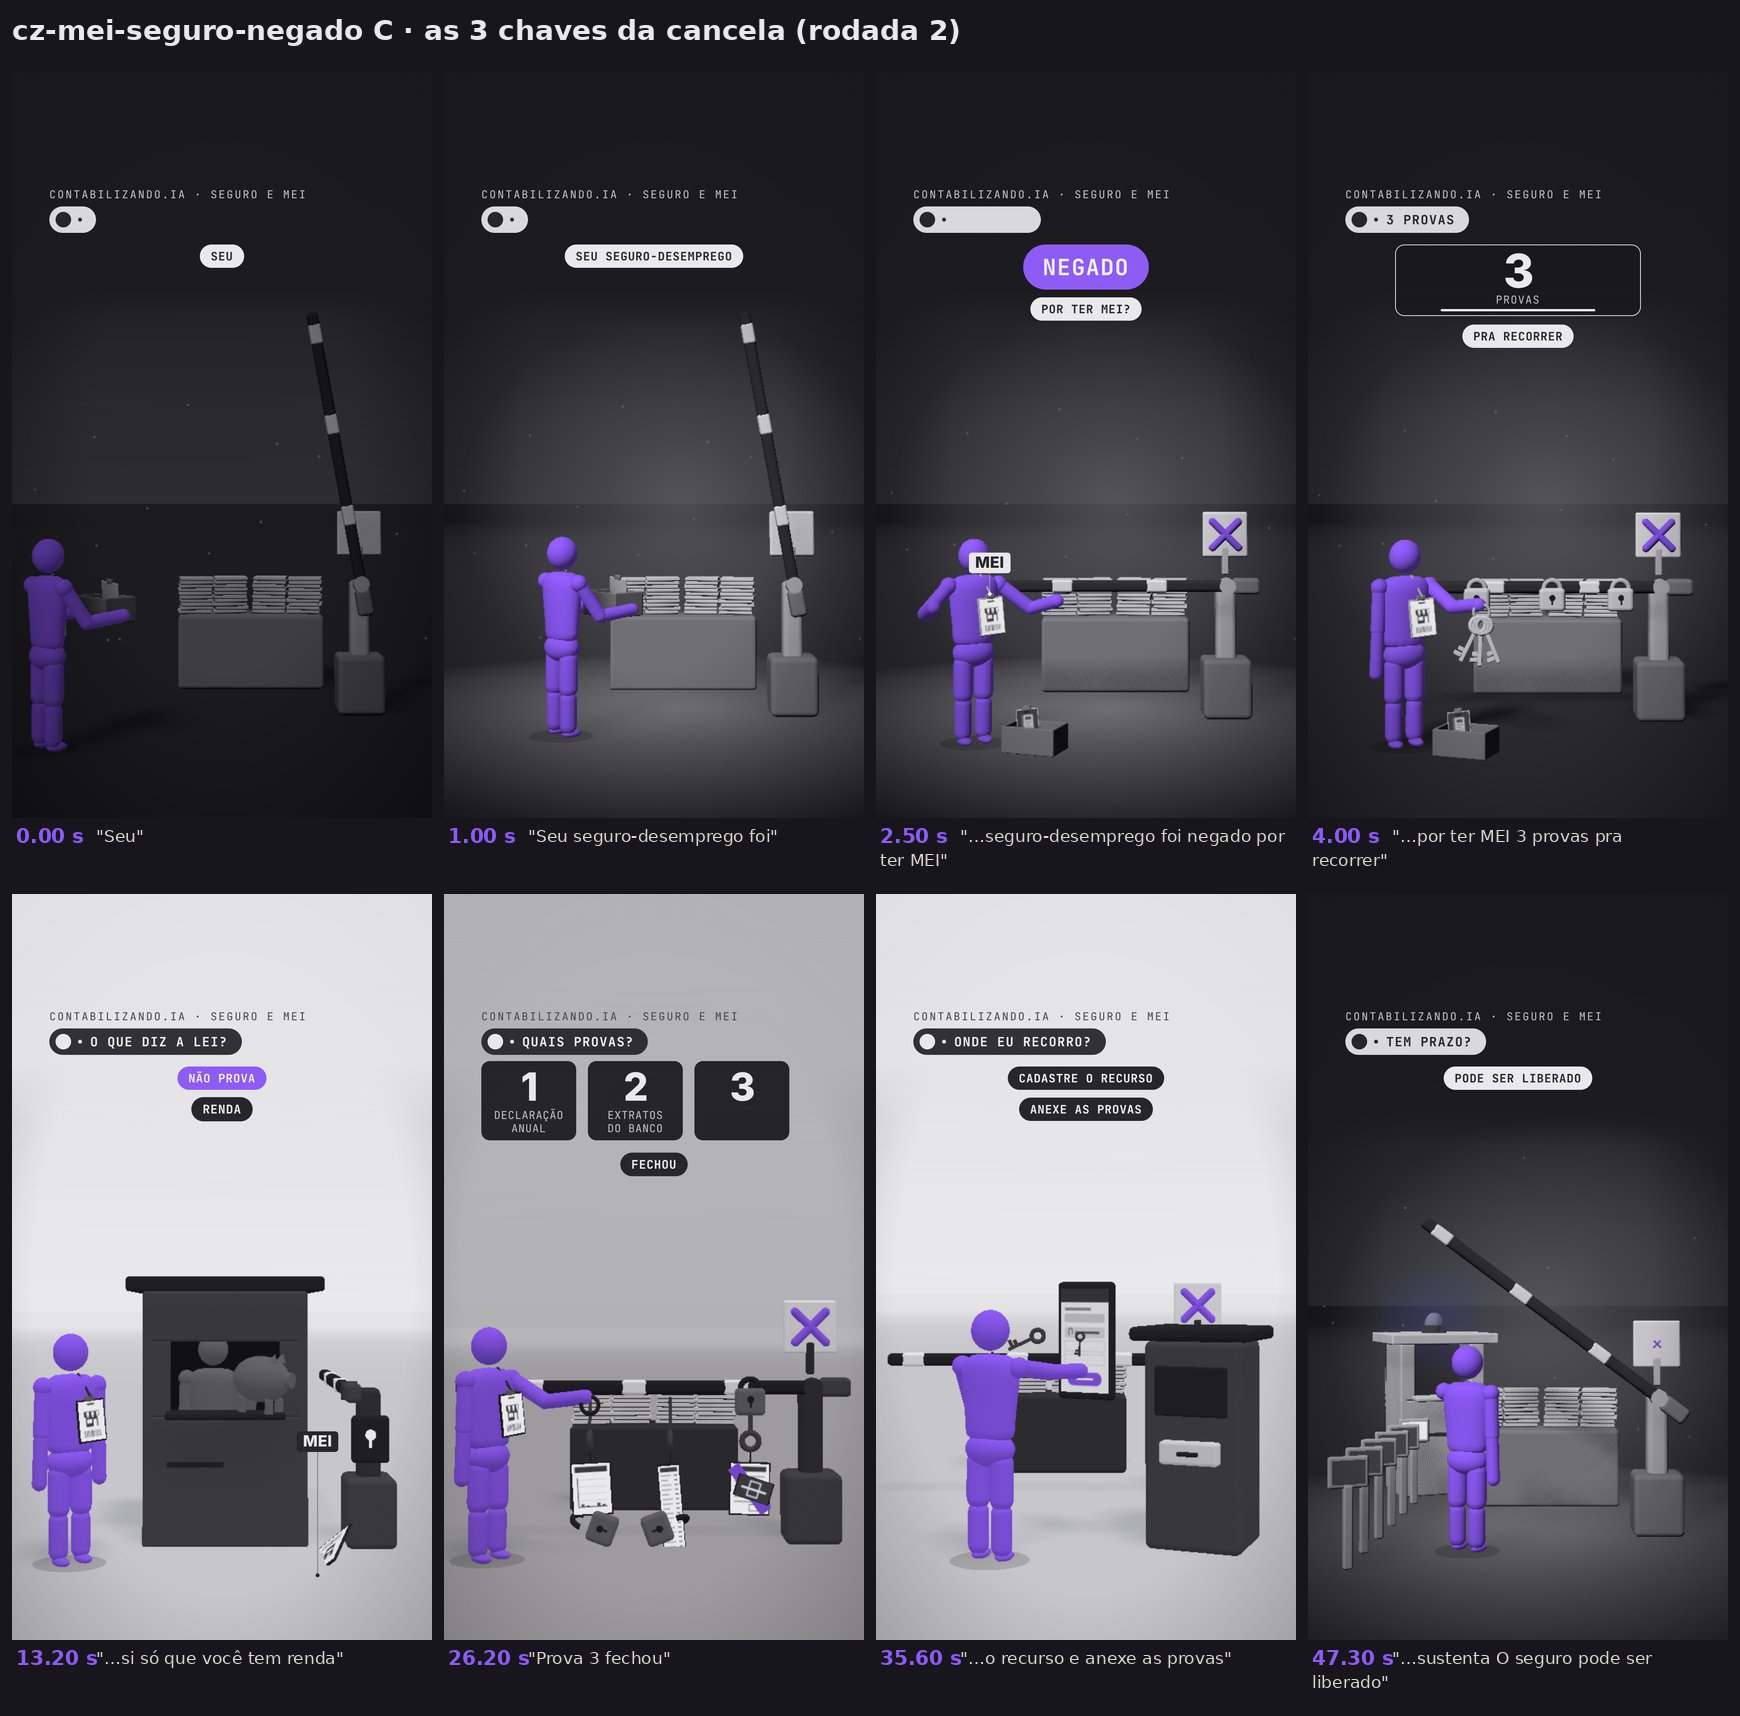 cz-mei-seguro-negado C · as 3 chaves da cancela (rodada 2)
CONTABILIZANDO.IA · SEGURO E MEI
SEU
0.00 s "Seu"
CONTABILIZANDO.IA · SEGURO E MEI
SEU SEGURO-DESEMPREGO
1.00 s "Seu seguro-desemprego foi"
CONTABILIZANDO.IA · SEGURO E MEI
NEGADO
POR TER MEI?
MEI
2.50 s "...seguro-desemprego foi negado por
ter MEI"
CONTABILIZANDO.IA · SEGURO E MEI
• 3 PROVAS
3
PROVAS
PRA RECORRER
4.00 s "...por ter MEI 3 provas pra
recorrer"
CONTABILIZANDO.IA · SEGURO E MEI
• O QUE DIZ A LEI?
NÃO PROVA
RENDA
MEI
13.20 s "...si só que você tem renda"
CONTABILIZANDO.IA · SEGURO E MEI
• QUAIS PROVAS?
1
DECLARAÇÃO
ANUAL
2
EXTRATOS
DO BANCO
3
FECHOU
26.20 s "Prova 3 fechou"
CONTABILIZANDO.IA · SEGURO E MEI
• ONDE EU RECORRO?
CADASTRE O RECURSO
ANEXE AS PROVAS
35.60 s "...o recurso e anexe as provas"
CONTABILIZANDO.IA · SEGURO E MEI
• TEM PRAZO?
PODE SER LIBERADO
47.30 s "...sustenta O seguro pode ser
liberado"